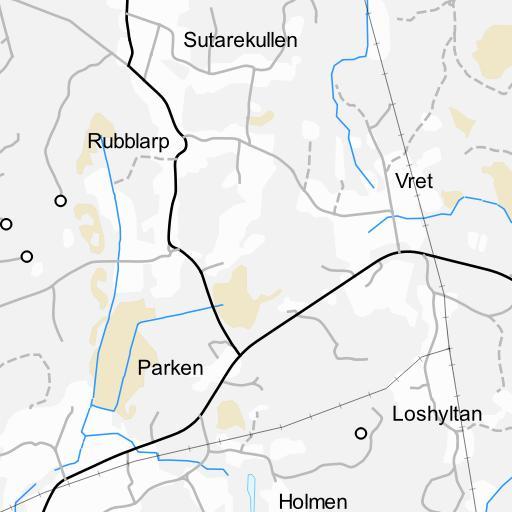 Sutarekullen
Rubblarp
Vret
Parken
Loshyltan
Holmen